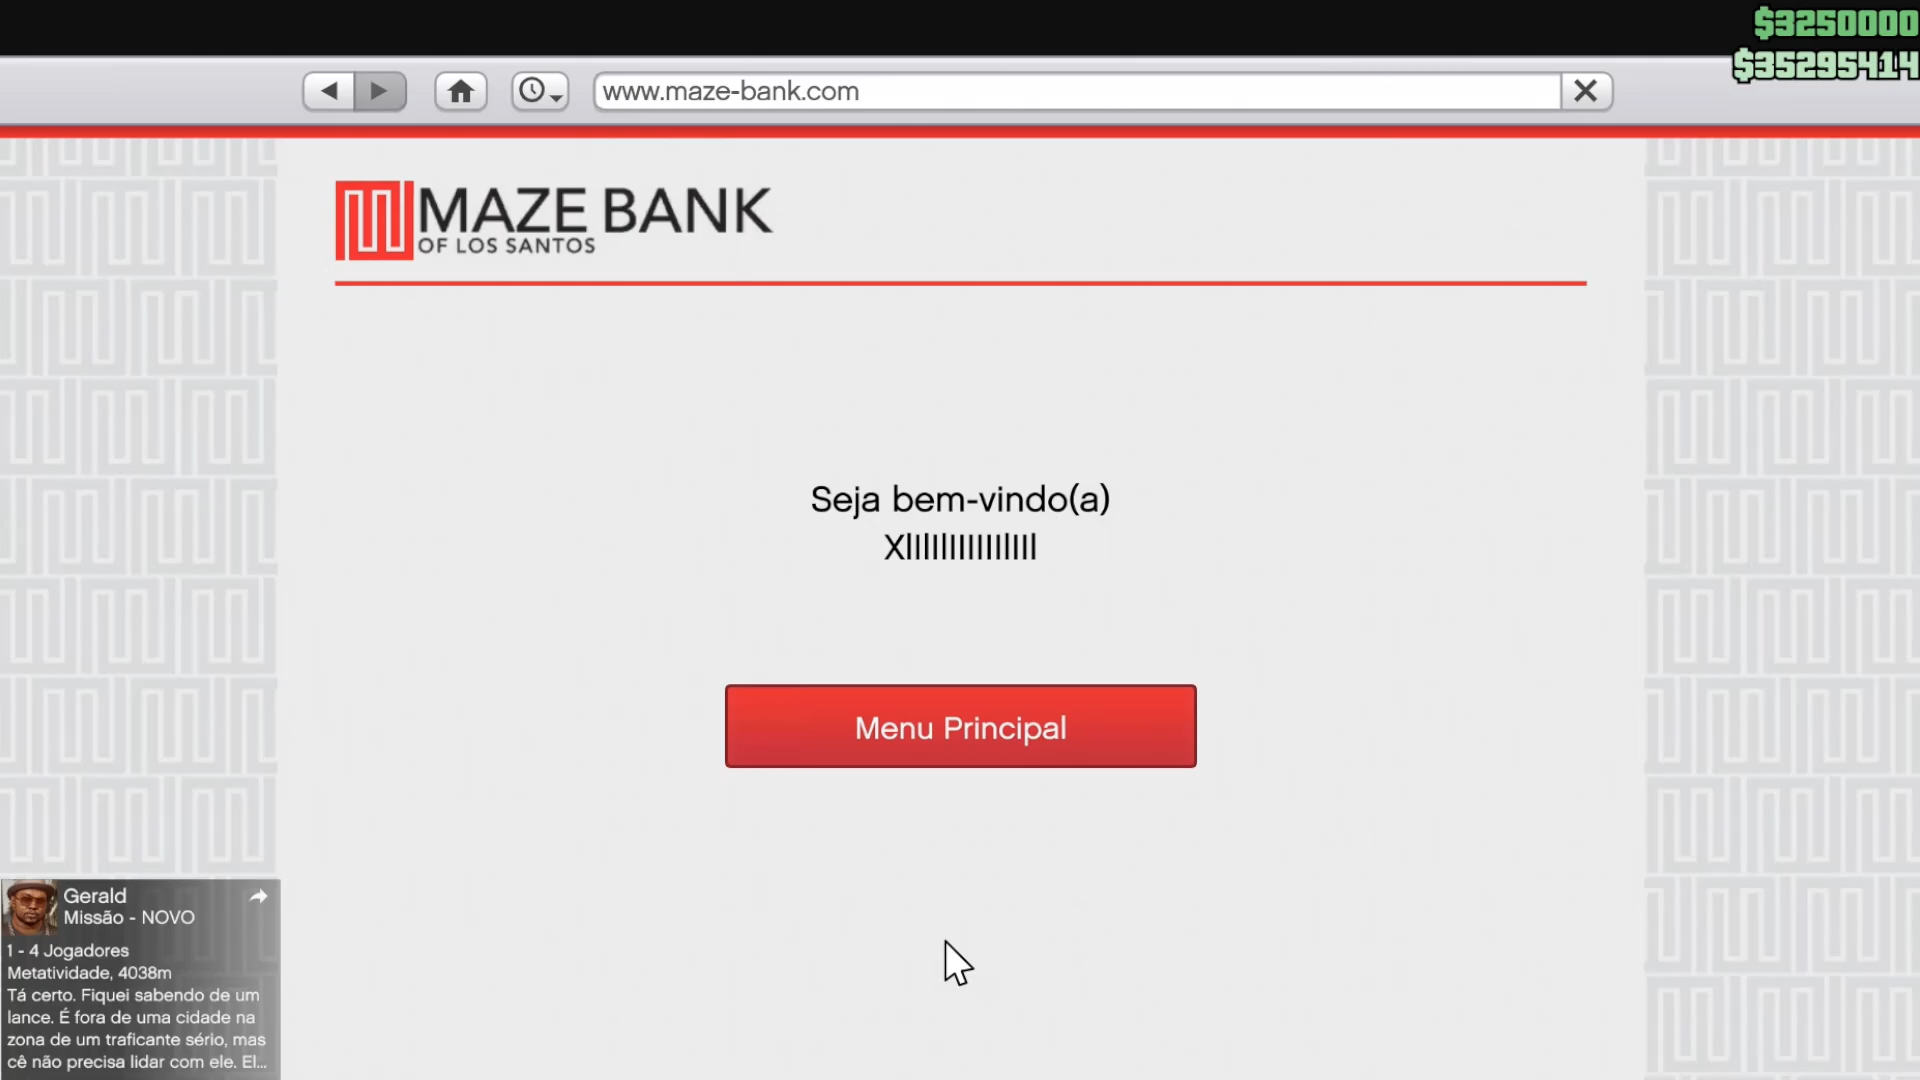 $3250000
$35295414
www.maze-bank.com
MAZE BANK
OF LOS SANTOS
Seja bem-vindo(a)
Menu Principal
Gerald
Missão - NOVO
1 - 4 Jogadores
Metatividade, 4038m
Tá certo. Fiquei sabendo de um
lance. É fora de uma cidade na
zona de um traficante sério, mas
cê não precisa lidar com ele. El...